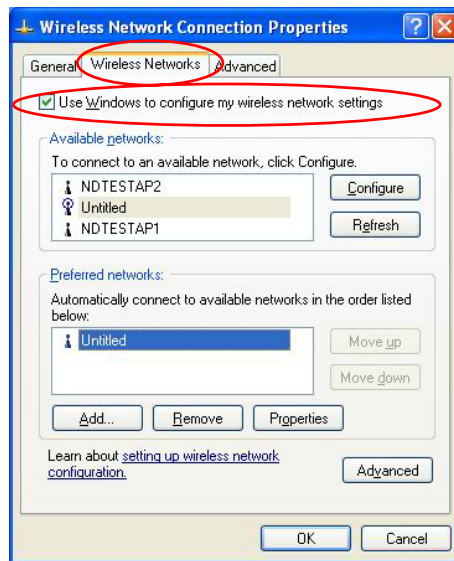 Wireless Network Connection Properties
General Wireless Networks Advanced
Use Windows to configure my wireless network settings
Available networks:
To connect to an available network, click Configure.
NDTESTAP2
Untitled
NDTESTAP1
Configure
Refresh
Preferred networks:
Automatically connect to available networks in the order listed
below:
Untitled
Move up
Move down
Add... Remove Properties
Learn about setting up wireless network
configuration.
Advanced
OK Cancel